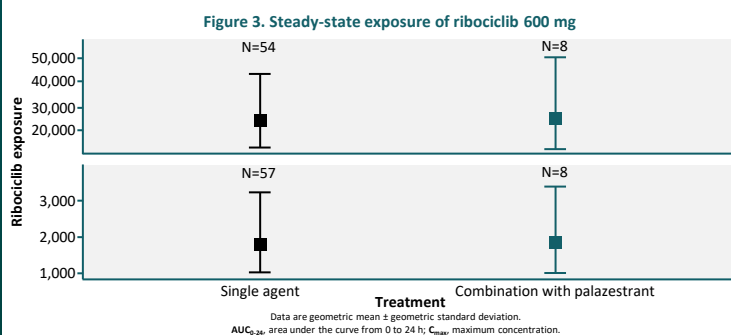 Figure 3. Steady-state exposure of ribociclib 600 mg
N=54
N=8
50,000
40,000
30,000
20,000
Ribociclib exposure
N=57
N=8
3,000
2,000
1,000
Single agent
Combination with palazestrant
Treatment
Data are geometric mean ± geometric standard deviation.
AUC0-24, area under the curve from 0 to 24 h; Cmax, maximum concentration.